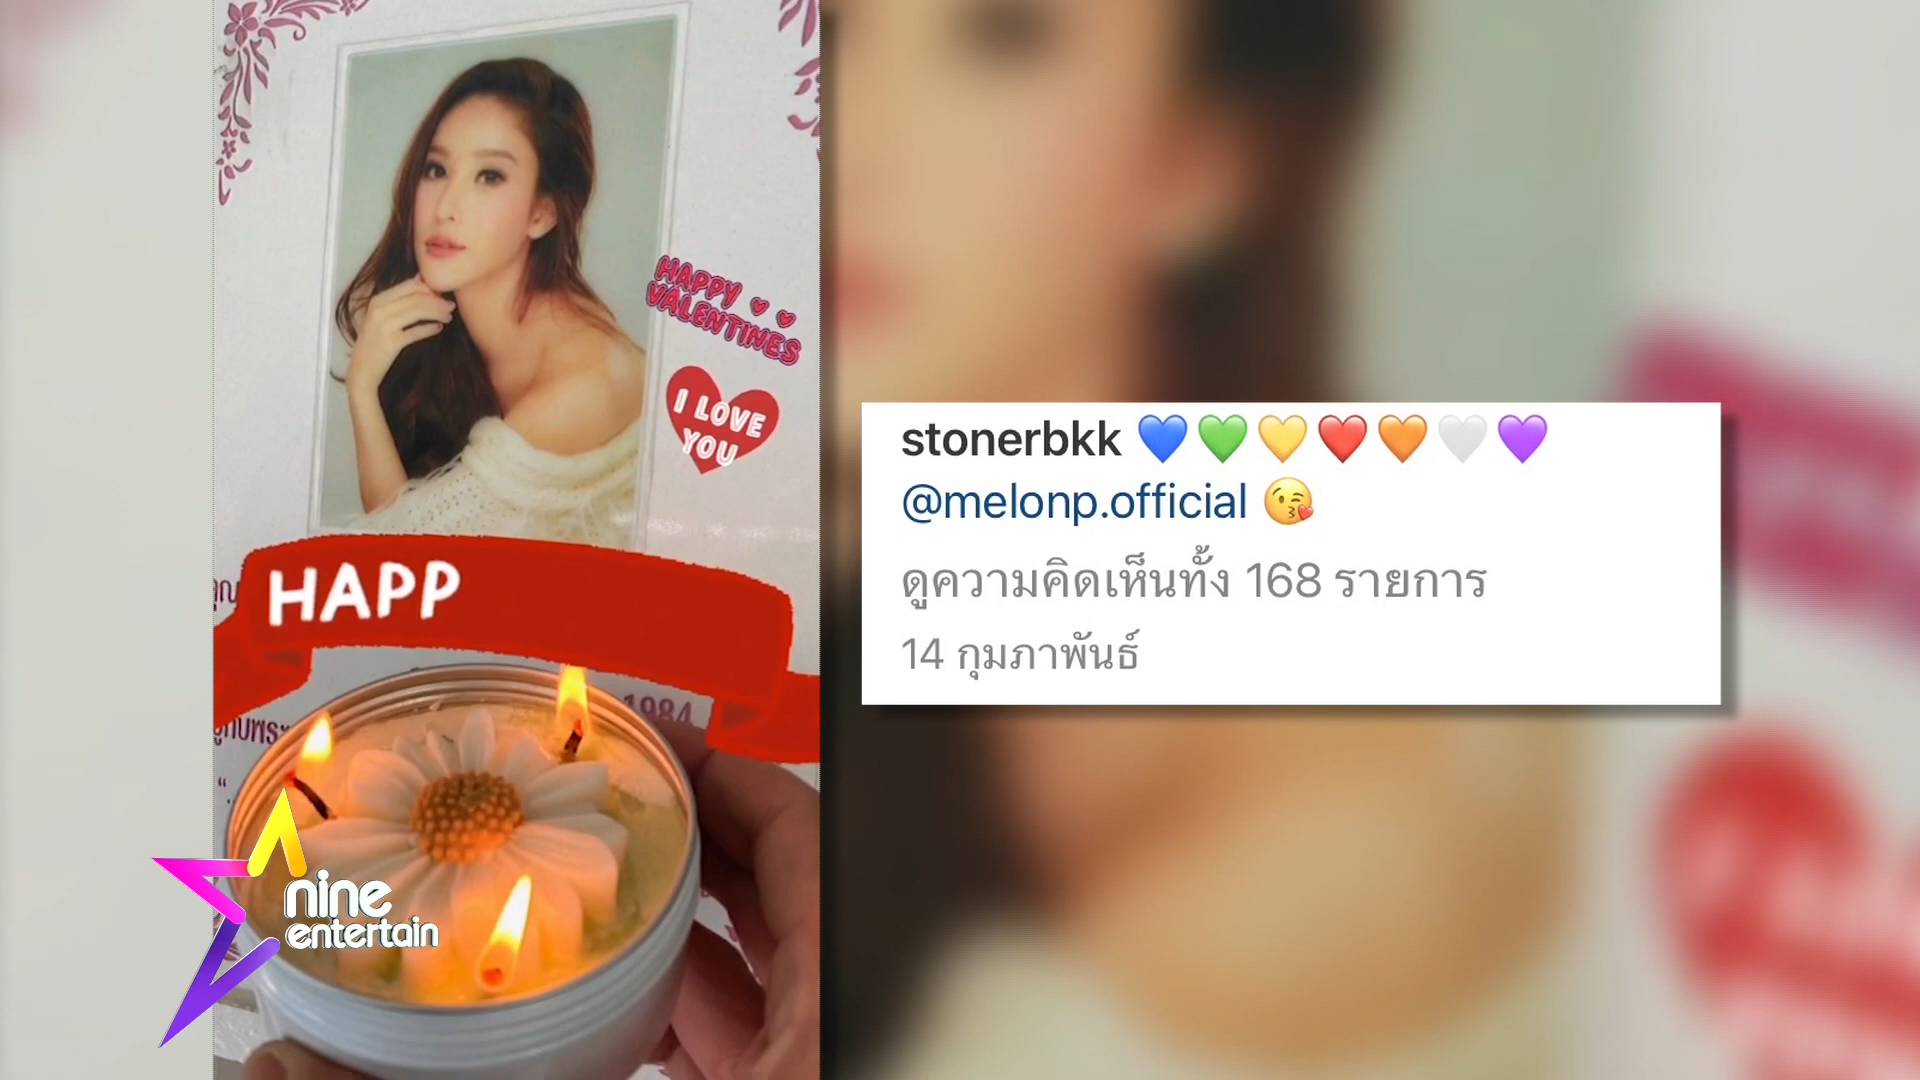 HAPPY
VALENTINES
I LOVE
YOU
HAPP
1984
nine
entertain
stonerbkk 💙💚💛❤️🧡🤍💜
@melonp.official 😘
ดูความคิดเห็นทั้ง 168 รายการ
14 กุมภาพันธ์